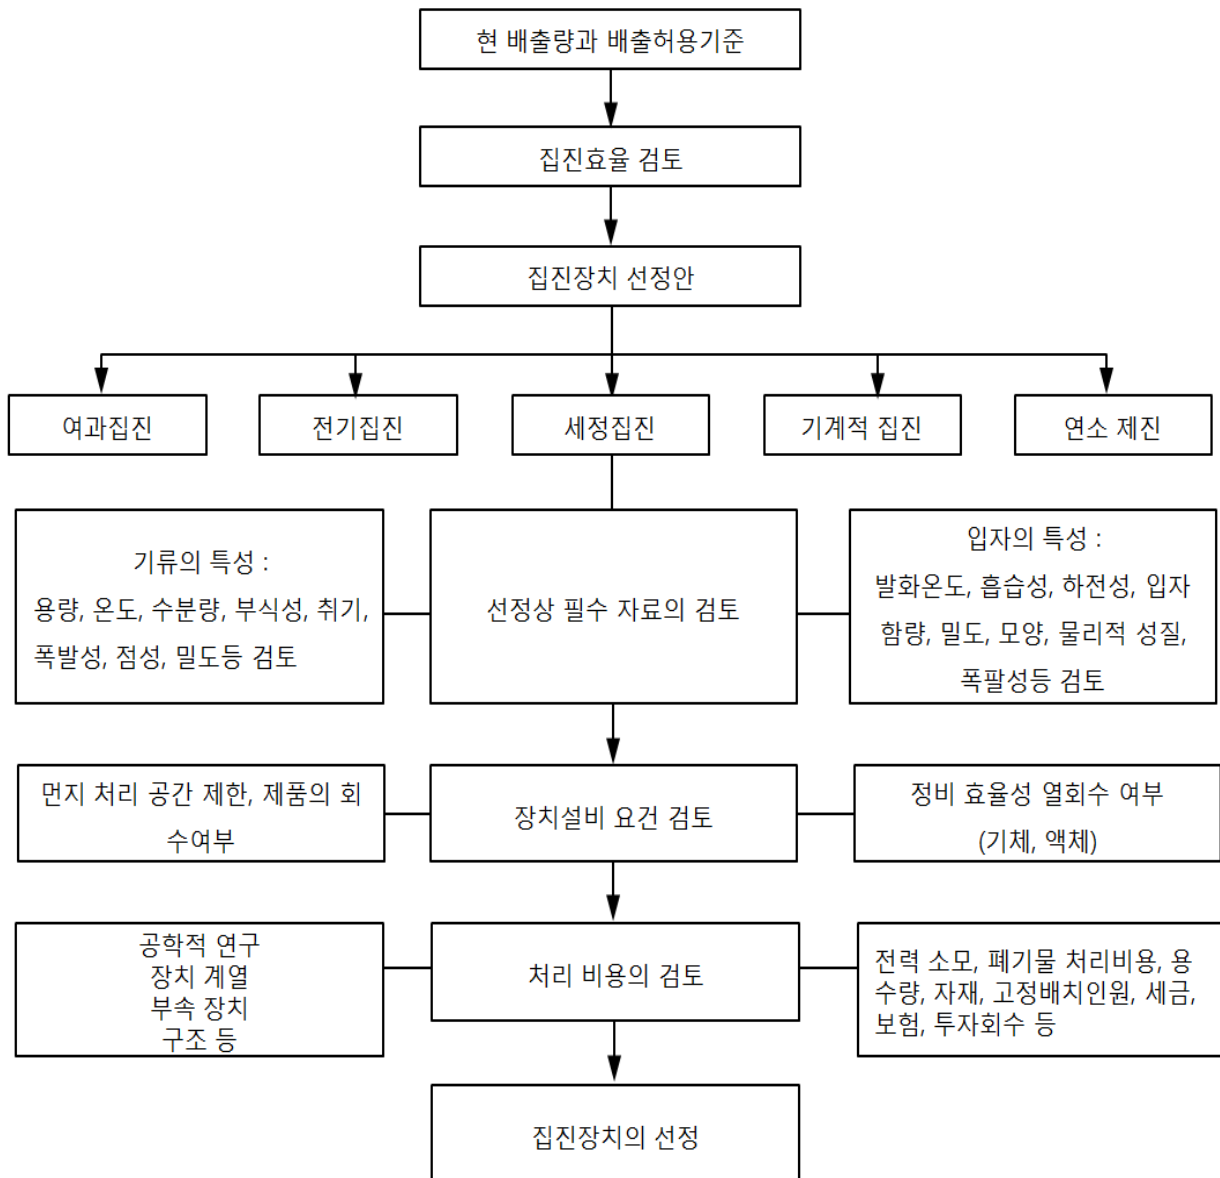 현 배출량과 배출허용기준
집진효율 검토
집진장치 선정안
여과집진
전기집진
세정집진
기계적 집진
연소 제진
기류의 특성 :
용량, 온도, 수분량, 부식성, 취기,
폭발성, 점성, 밀도등 검토
선정상 필수 자료의 검토
입자의 특성 :
발화온도, 흡습성, 하전성, 입자
함량, 밀도, 모양, 물리적 성질,
폭팔성등 검토
먼지 처리 공간 제한, 제품의 회
수여부
장치설비 요건 검토
정비 효율성 열회수 여부
(기체, 액체)
공학적 연구
장치 계열
부속 장치
구조 등
처리 비용의 검토
전력 소모, 폐기물 처리비용, 용
수량, 자재, 고정배치인원, 세금,
보험, 투자회수 등
집진장치의 선정